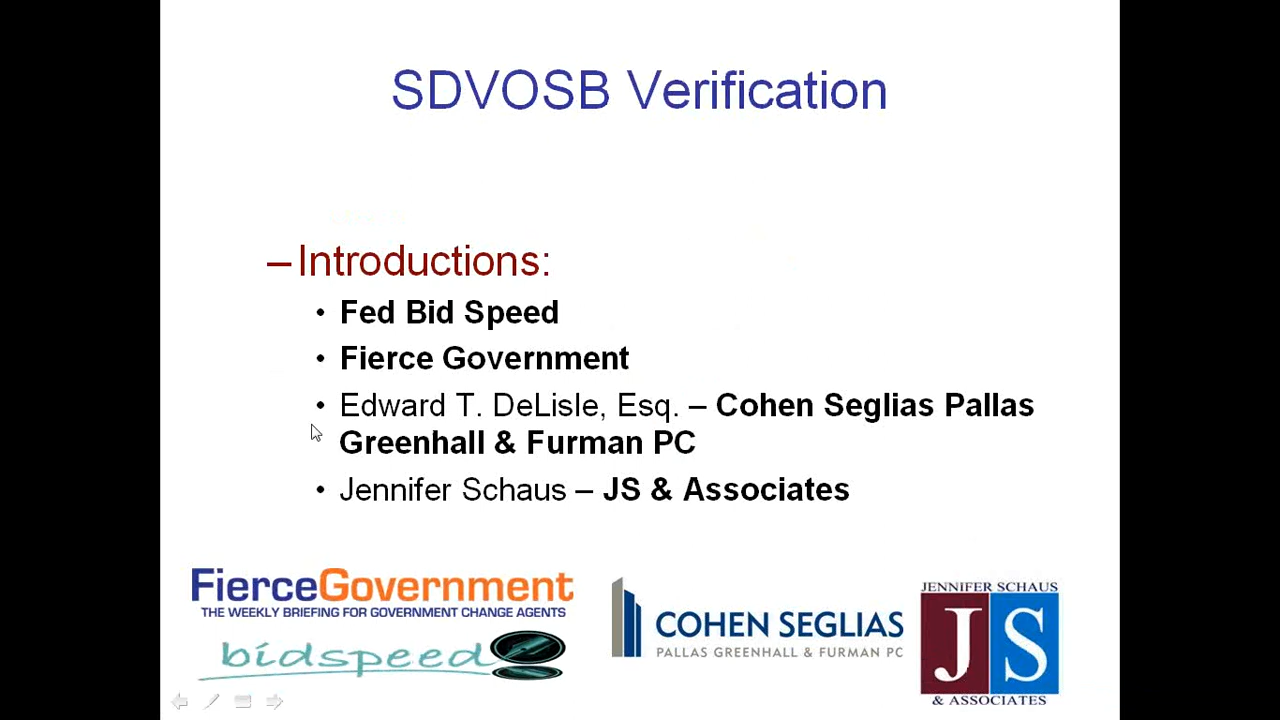 SDVOSB Verification
– Introductions:
• Fed Bid Speed
• Fierce Government
• Edward T. DeLisle, Esq. – Cohen Seglias Pallas
Greenhall & Furman PC
• Jennifer Schaus – JS & Associates
FierceGovernment
THE WEEKLY BRIEFING FOR GOVERNMENT CHANGE AGENTS
bidspeed
COHEN SEGLIAS
PALLAS GREENHALL & FURMAN PC
JENNIFER SCHAUS
JS
& ASSOCIATES